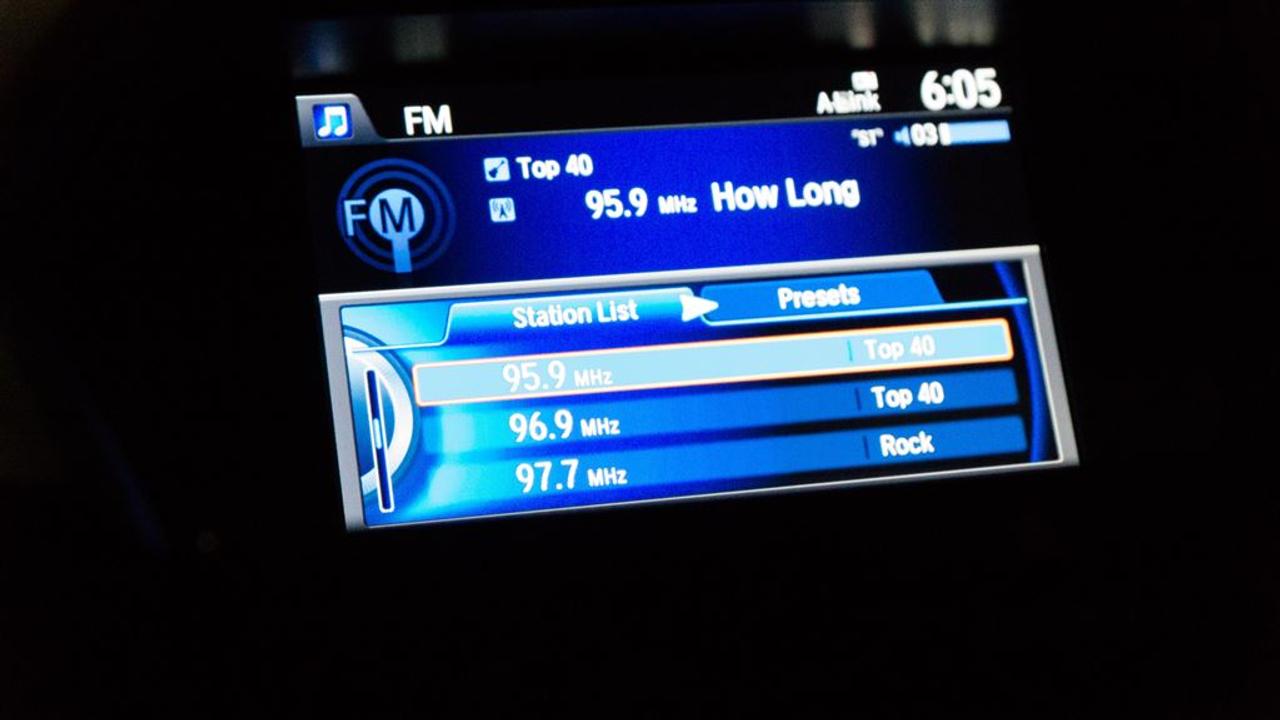 FM
A-Link
6:05
"ST"
03
FM
Top 40
95.9 MHz How Long
Station List
Presets
95.9 MHz
Top 40
96.9 MHz
Top 40
97.7 MHz
Rock